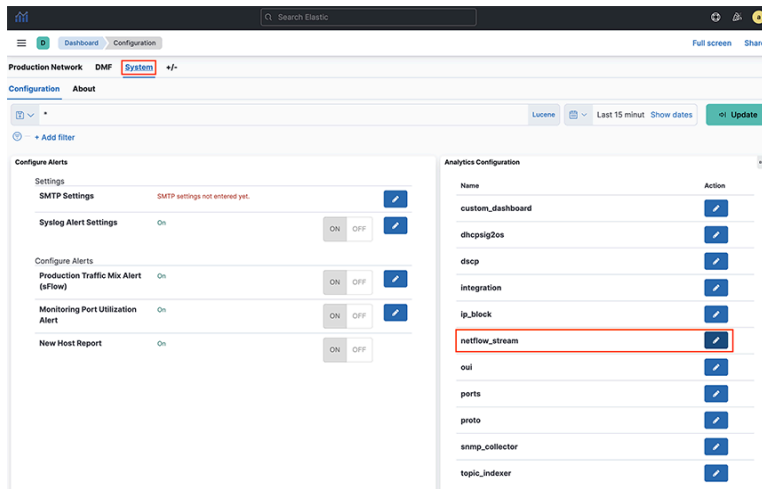 Search Elastic
a
D Dashboard Configuration Full screen Share
Production Network DMF System +/-
Configuration About
* Lucene Last 15 minut Show dates Update
+ Add filter
Configure Alerts
Settings
SMTP Settings SMTP settings not entered yet.
Syslog Alert Settings On ON OFF
Configure Alerts
Production Traffic Mix Alert (sFlow) On ON OFF
Monitoring Port Utilization Alert On ON OFF
New Host Report On ON OFF
Analytics Configuration
Name Action
custom_dashboard
dhcpsig2os
dscp
integration
ip_block
netflow_stream
oui
ports
proto
snmp_collector
topic_indexer